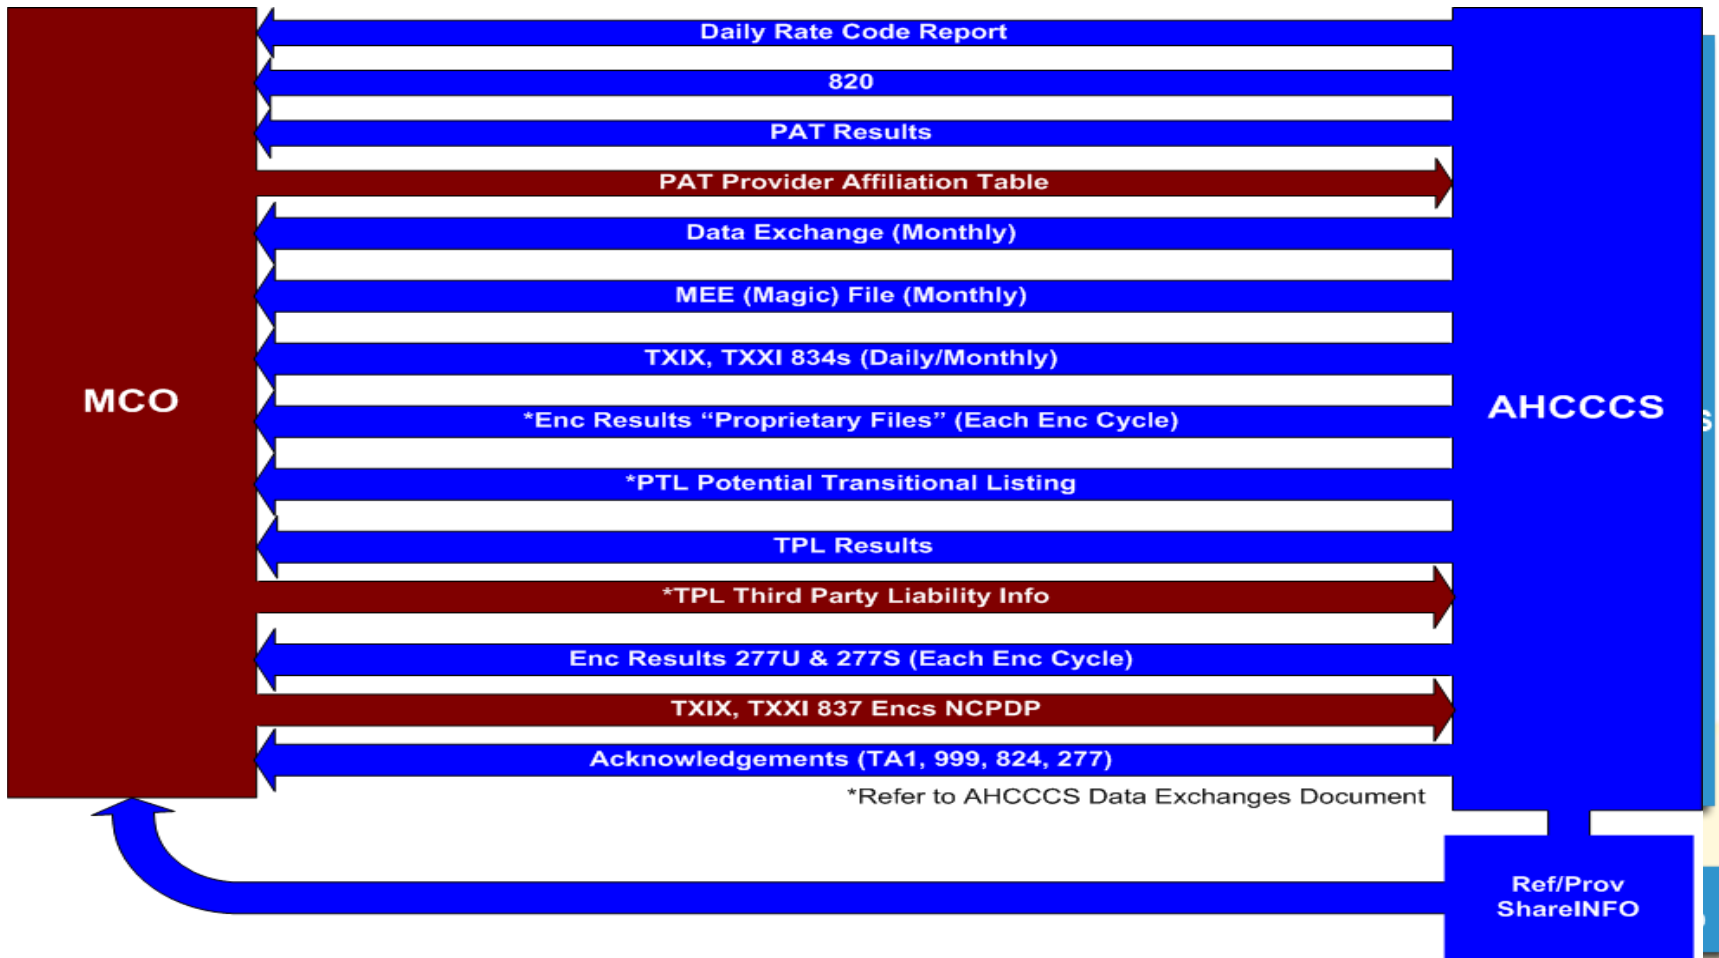 Daily Rate Code Report
820
PAT Results
PAT Provider Affiliation Table
Data Exchange (Monthly)
MEE (Magic) File (Monthly)
TXIX, TXXI 834s (Daily/Monthly)
MCO
AHCCCS
*Enc Results “Proprietary Files” (Each Enc Cycle)
*PTL Potential Transitional Listing
TPL Results
*TPL Third Party Liability Info
Enc Results 277U & 277S (Each Enc Cycle)
TXIX, TXXI 837 Encs NCPDP
Acknowledgements (TA1, 999, 824, 277)
*Refer to AHCCCS Data Exchanges Document
Ref/Prov
ShareINFO